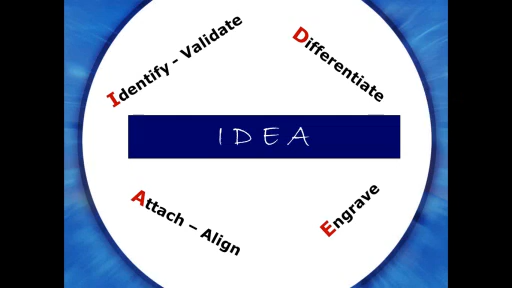 Identify - Validate
Differentiate
IDEA
Attach – Align
Engrave